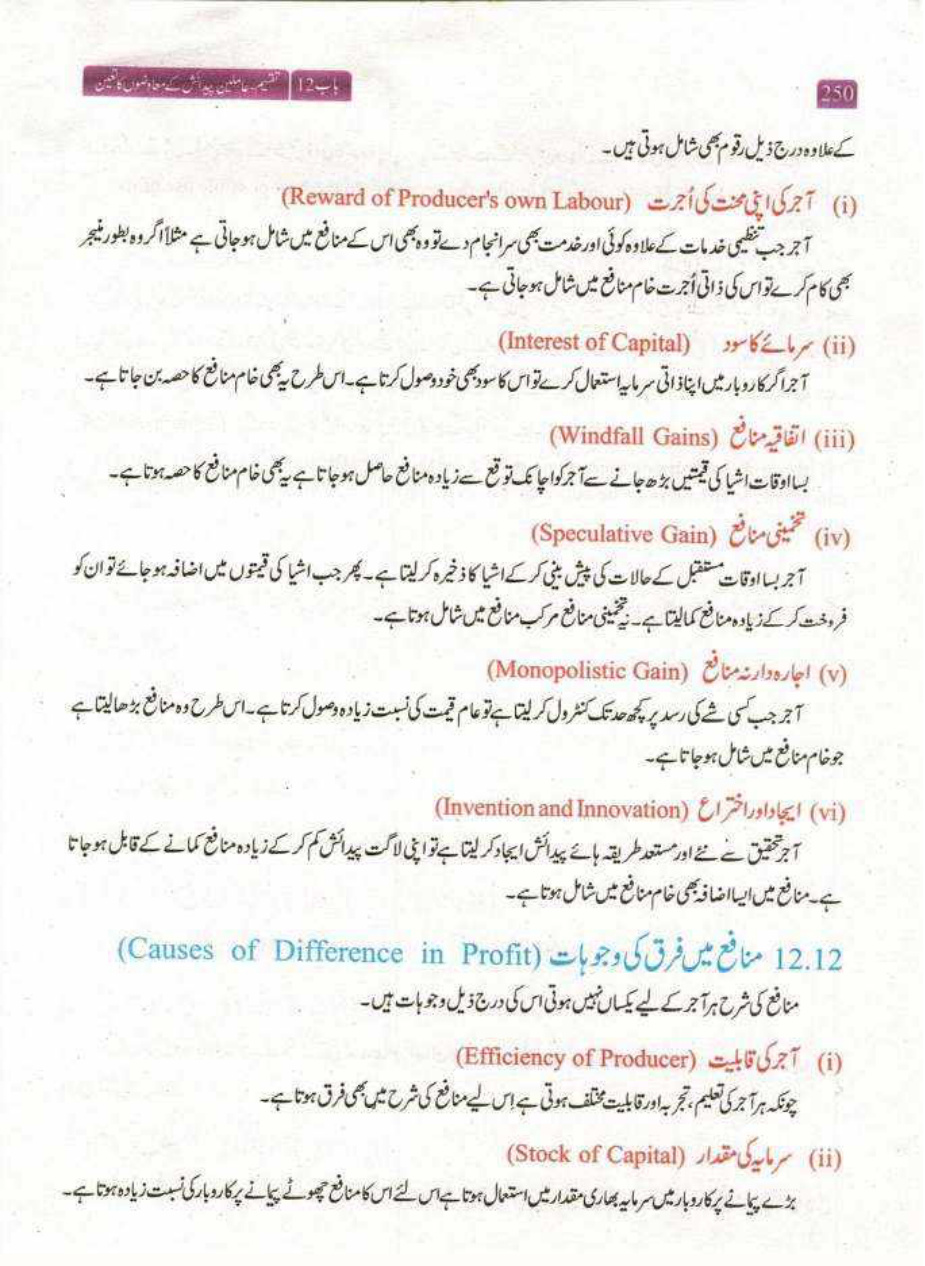 باب 12 تقسیم۔ عاملین پیدائش کے معاوضوں کا تعین
250
کے علاوہ درج ذیل رقوم بھی شامل ہوتی ہیں۔
(i) آجر کی اپنی محنت کی اُجرت (Reward of Producer's own Labour)
آجر جب تنظیمی خدمات کے علاوہ کوئی اور خدمت بھی سرانجام دے تو وہ بھی اس کے منافع میں شامل ہوجاتی ہے مثلاً اگر وہ بطور منیجر
بھی کام کرے تو اس کی ذاتی اُجرت خام منافع میں شامل ہوجاتی ہے۔
(ii) سرمائے کا سود (Interest of Capital)
آجر اگر کاروبار میں اپنا ذاتی سرمایہ استعمال کرے تو اس کا سود بھی خود وصول کرتا ہے۔ اس طرح یہ بھی خام منافع کا حصہ بن جاتا ہے۔
(iii) اتفاقیہ منافع (Windfall Gains)
بسا اوقات اشیا کی قیمتیں بڑھ جانے سے آجر کو اچانک توقع سے زیادہ منافع حاصل ہو جاتا ہے یہ بھی خام منافع کا حصہ ہوتا ہے۔
(iv) تخمینی منافع (Speculative Gain)
آجر بسا اوقات مستقبل کے حالات کی پیش بینی کر کے اشیا کا ذخیرہ کر لیتا ہے۔ پھر جب اشیا کی قیمتوں میں اضافہ ہو جائے تو ان کو
فروخت کر کے زیادہ منافع کما لیتا ہے۔ یہ تخمینی منافع مرکب منافع میں شامل ہوتا ہے۔
(v) اجارہ دارانہ منافع (Monopolistic Gain)
آجر جب کسی شے کی رسد پر کچھ حد تک کنٹرول کر لیتا ہے تو عام قیمت کی نسبت زیادہ وصول کرتا ہے۔ اس طرح وہ منافع بڑھا لیتا ہے
جو خام منافع میں شامل ہو جاتا ہے۔
(vi) ایجاد اور اختراع (Invention and Innovation)
آجر تحقیق سے نئے اور مستعد طریقہ ہائے پیدائش ایجاد کر لیتا ہے تو اپنی لاگت پیدائش کم کر کے زیادہ منافع کمانے کے قابل ہو جاتا
ہے۔ منافع میں ایسا اضافہ بھی خام منافع میں شامل ہوتا ہے۔
12.12 منافع میں فرق کی وجوہات (Causes of Difference in Profit)
منافع کی شرح ہر آجر کے لیے یکساں نہیں ہوتی اس کی درج ذیل وجوہات ہیں۔
(i) آجر کی قابلیت (Efficiency of Producer)
چونکہ ہر آجر کی تعلیم، تجربہ اور قابلیت مختلف ہوتی ہے اِس لیے منافع کی شرح میں بھی فرق ہوتا ہے۔
(ii) سرمایہ کی مقدار (Stock of Capital)
بڑے پیمانے پر کاروبار میں سرمایہ بھاری مقدار میں استعمال ہوتا ہے اس لئے اس کا منافع چھوٹے پیمانے پر کاروبار کی نسبت زیادہ ہوتا ہے۔